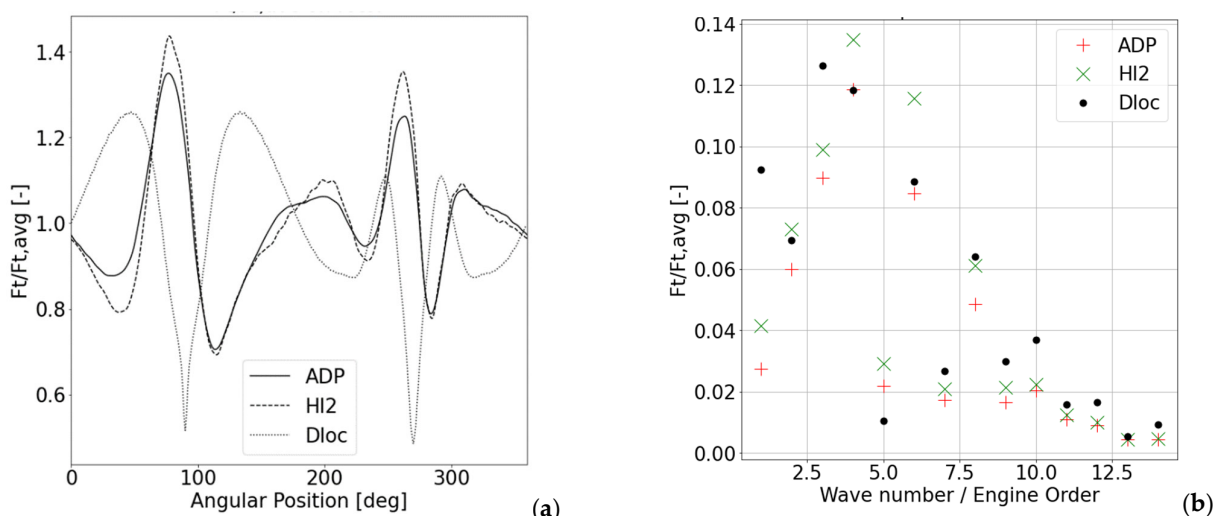 1.4
1.2
1.0
0.8
0.6
Ft/Ft,avg [-]
ADP
HI2
Dloc
0
100
200
300
Angular Position [deg]
(a)
0.14
0.12
0.10
0.08
0.06
0.04
0.02
0.00
Ft/Ft,avg [-]
ADP
HI2
Dloc
2.5
5.0
7.5
10.0
12.5
Wave number / Engine Order
(b)